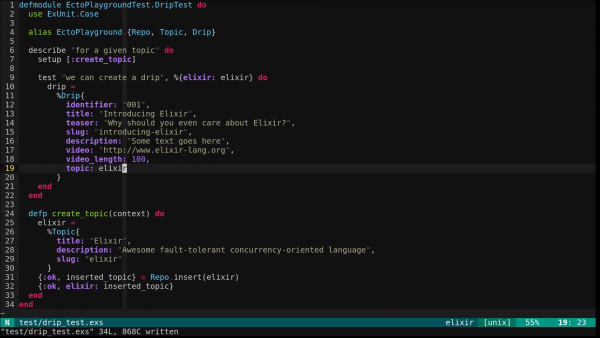 1 defmodule EctoPlaygroundTest.DripTest do
2 use ExUnit.Case
3
4 alias EctoPlayground.{Repo, Topic, Drip}
5
6 describe "for a given topic" do
7 setup [:create_topic]
8
9 test "we can create a drip", %{elixir: elixir} do
10 drip =
11 %Drip{
12 identifier: "001",
13 title: "Introducing Elixir",
14 teaser: "Why should you even care about Elixir?",
15 slug: "introducing-elixir",
16 description: "Some text goes here",
17 video: "http://www.elixir-lang.org",
18 video_length: 100,
19 topic: elixir
20 }
21 end
22 end
23
24 defp create_topic(context) do
25 elixir =
26 %Topic{
27 title: "Elixir",
28 description: "Awesome fault-tolerant concurrency-oriented language",
29 slug: "elixir"
30 }
31 {:ok, inserted_topic} = Repo.insert(elixir)
32 {:ok, elixir: inserted_topic}
33 end
34 end
~
N test/drip_test.exs elixir [unix] 55% 19: 23
"test/drip_test.exs" 34L, 868C written